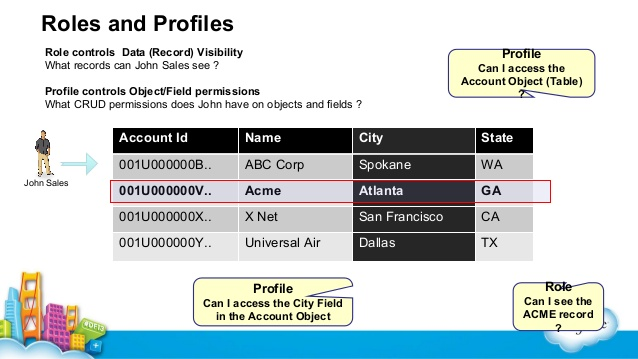 Roles and Profiles
Role controls  Data (Record) Visibility
What records can John Sales see ?
Profile controls Object/Field permissions
What CRUD permissions does John have on objects and fields ?
Profile
Can I access the
Account Object (Table)
?
John Sales
Account Id Name City State
001U000000B.. ABC Corp Spokane WA
001U000000V.. Acme Atlanta GA
001U000000X.. X Net San Francisco CA
001U000000Y.. Universal Air Dallas TX
Profile
Can I access the City Field
in the Account Object
Role
Can I see the
ACME record
?
#DF13